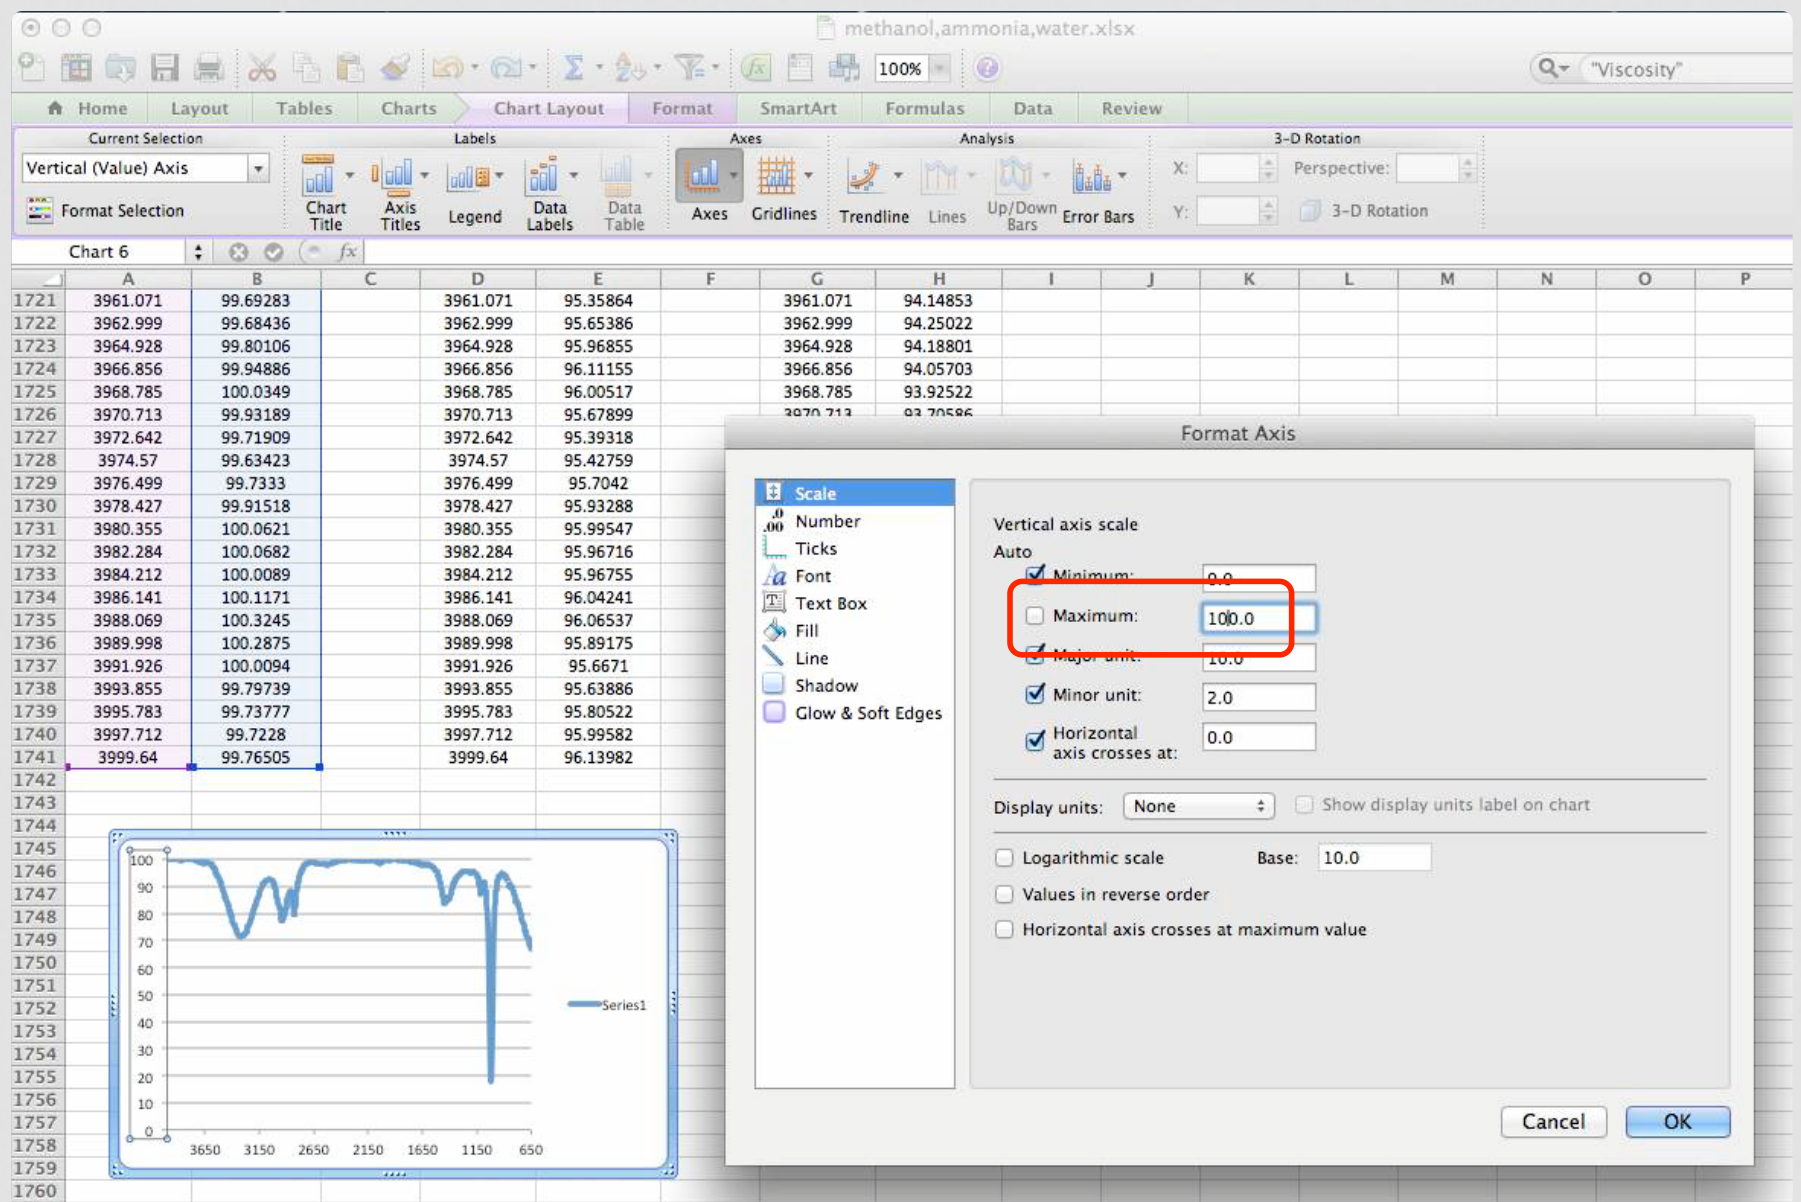 methanol,ammonia,water.xlsx
100%
"Viscosity"
Home Layout Tables Charts Chart Layout Format SmartArt Formulas Data Review
Current Selection Labels Axes Analysis 3-D Rotation
Vertical (Value) Axis
X: Perspective:
Format Selection
Chart Title
Axis Titles
Legend
Data Labels
Data Table
Axes
Gridlines
Trendline
Lines
Up/Down Bars
Error Bars
Y: 3-D Rotation
Chart 6 fx
A B C D E F G H I J K L M N O P
1721 3961.071 99.69283 3961.071 95.35864 3961.071 94.14853
1722 3962.999 99.68436 3962.999 95.65386 3962.999 94.25022
1723 3964.928 99.80106 3964.928 95.96855 3964.928 94.18801
1724 3966.856 99.94886 3966.856 96.11155 3966.856 94.05703
1725 3968.785 100.0349 3968.785 96.00517 3968.785 93.92522
1726 3970.713 99.93189 3970.713 95.67899 3970.713 93.70586
1727 3972.642 99.71909 3972.642 95.39318
1728 3974.57 99.63423 3974.57 95.42759
1729 3976.499 99.7333 3976.499 95.7042
1730 3978.427 99.91518 3978.427 95.93288
1731 3980.355 100.0621 3980.355 95.99547
1732 3982.284 100.0682 3982.284 95.96716
1733 3984.212 100.0089 3984.212 95.96755
1734 3986.141 100.1171 3986.141 96.04241
1735 3988.069 100.3245 3988.069 96.06537
1736 3989.998 100.2875 3989.998 95.89175
1737 3991.926 100.0094 3991.926 95.6671
1738 3993.855 99.79739 3993.855 95.63886
1739 3995.783 99.73777 3995.783 95.80522
1740 3997.712 99.7228 3997.712 95.99582
1741 3999.64 99.76505 3999.64 96.13982
1742
1743
1744
1745
1746
1747
1748
1749
1750
1751
1752
1753
1754
1755
1756
1757
1758
1759
1760
100
90
80
70
60
50
40
30
20
10
0
3650 3150 2650 2150 1650 1150 650
Series1
Format Axis
Scale
Number
Ticks
Font
Text Box
Fill
Line
Shadow
Glow & Soft Edges
Vertical axis scale
Auto
Minimum: 0.0
Maximum: 100.0
Major unit: 10.0
Minor unit: 2.0
Horizontal axis crosses at: 0.0
Display units: None Show display units label on chart
Logarithmic scale Base: 10.0
Values in reverse order
Horizontal axis crosses at maximum value
Cancel OK